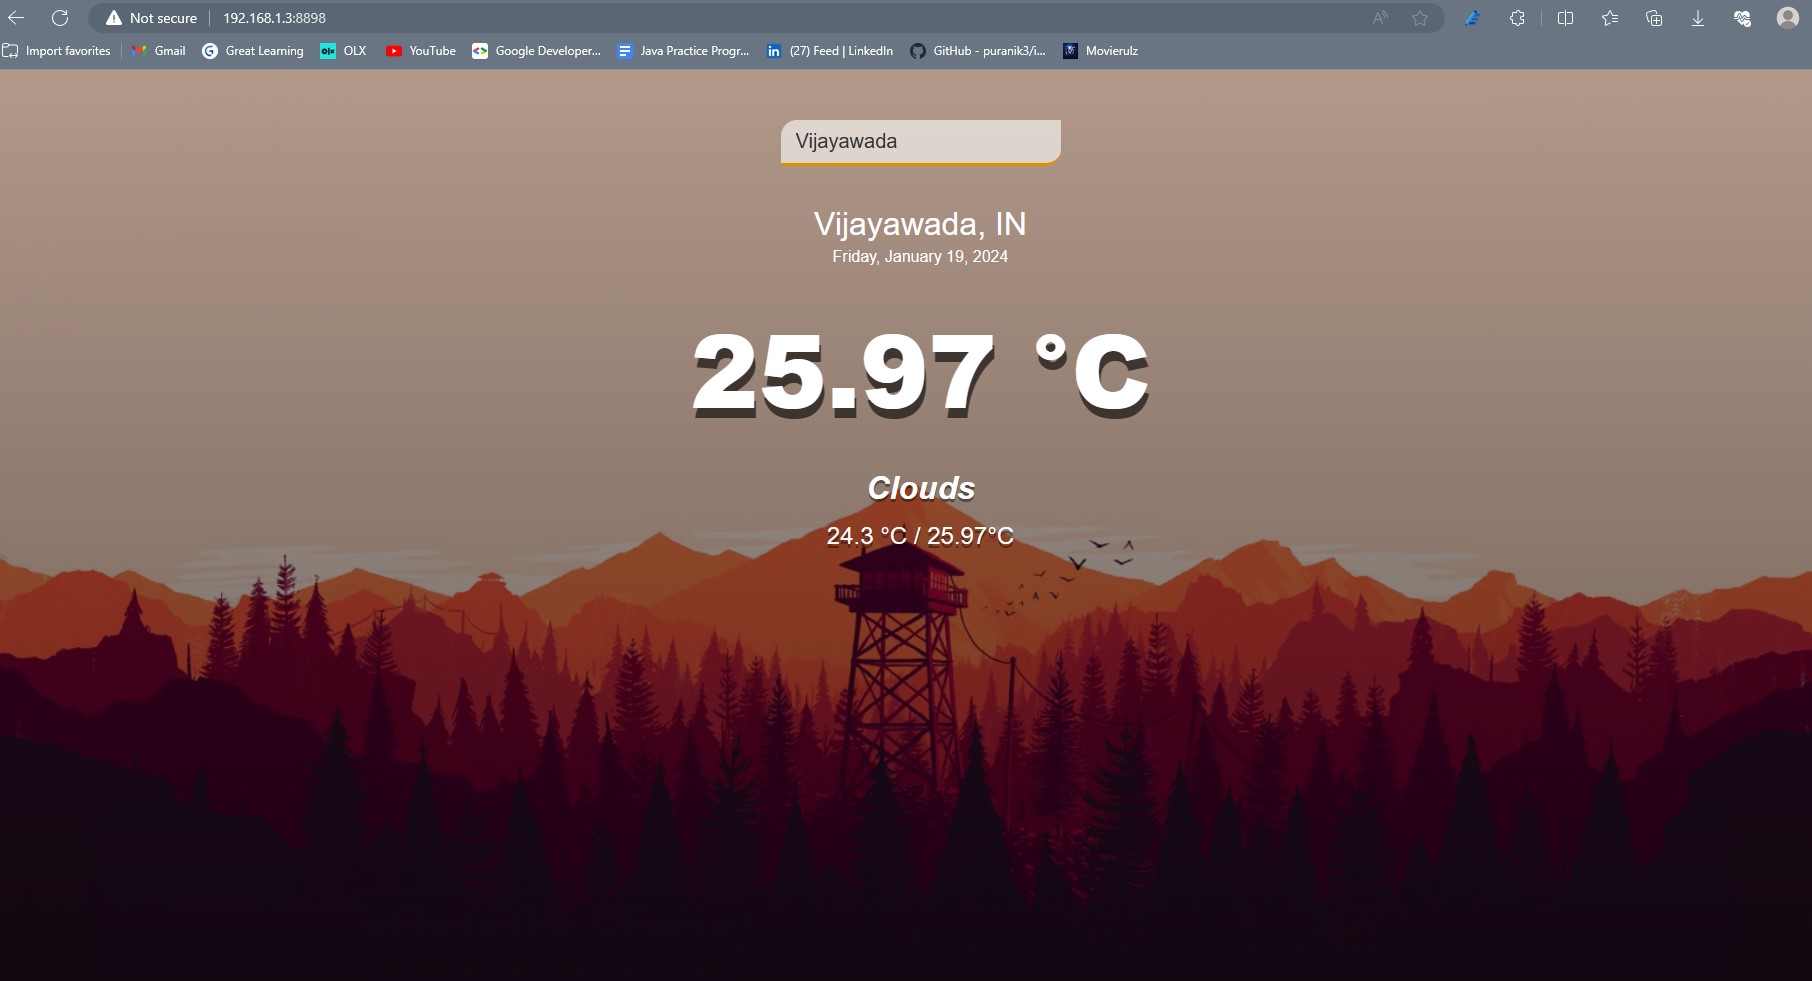 Not secure 192.168.1.3:8898
Import favorites Gmail Great Learning OLX YouTube Google Developer... Java Practice Progr... (27) Feed | LinkedIn GitHub - puranik3/i... Movierulz
Vijayawada
Vijayawada, IN
Friday, January 19, 2024
25.97 °C
Clouds
24.3 °C / 25.97°C